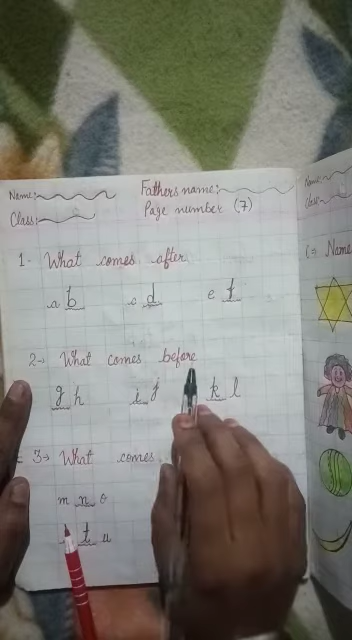 Name:
Fathers name:
Class:
Page number (7)
1- What comes after
a b c d e f
2→ What comes before
g h i j k l
3→ What comes
m n o
t u
Name:
Class:
1→ Name